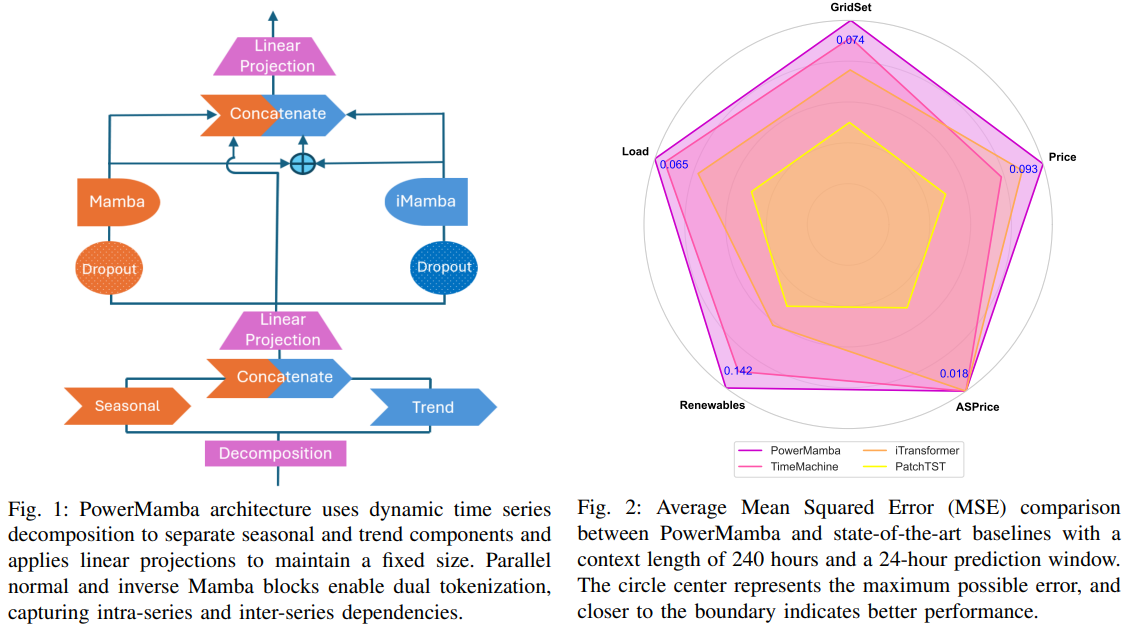 Linear
Projection
Concatenate
Mamba
iMamba
Dropout
Dropout
Linear
Projection
Concatenate
Seasonal
Trend
Decomposition
Fig. 1: PowerMamba architecture uses dynamic time series
decomposition to separate seasonal and trend components and
applies linear projections to maintain a fixed size. Parallel
normal and inverse Mamba blocks enable dual tokenization,
capturing intra-series and inter-series dependencies.
GridSet
0.074
Load
0.065
Price
0.093
0.142
0.018
Renewables
ASPrice
PowerMamba
iTransformer
TimeMachine
PatchTST
Fig. 2: Average Mean Squared Error (MSE) comparison
between PowerMamba and state-of-the-art baselines with a
context length of 240 hours and a 24-hour prediction window.
The circle center represents the maximum possible error, and
closer to the boundary indicates better performance.